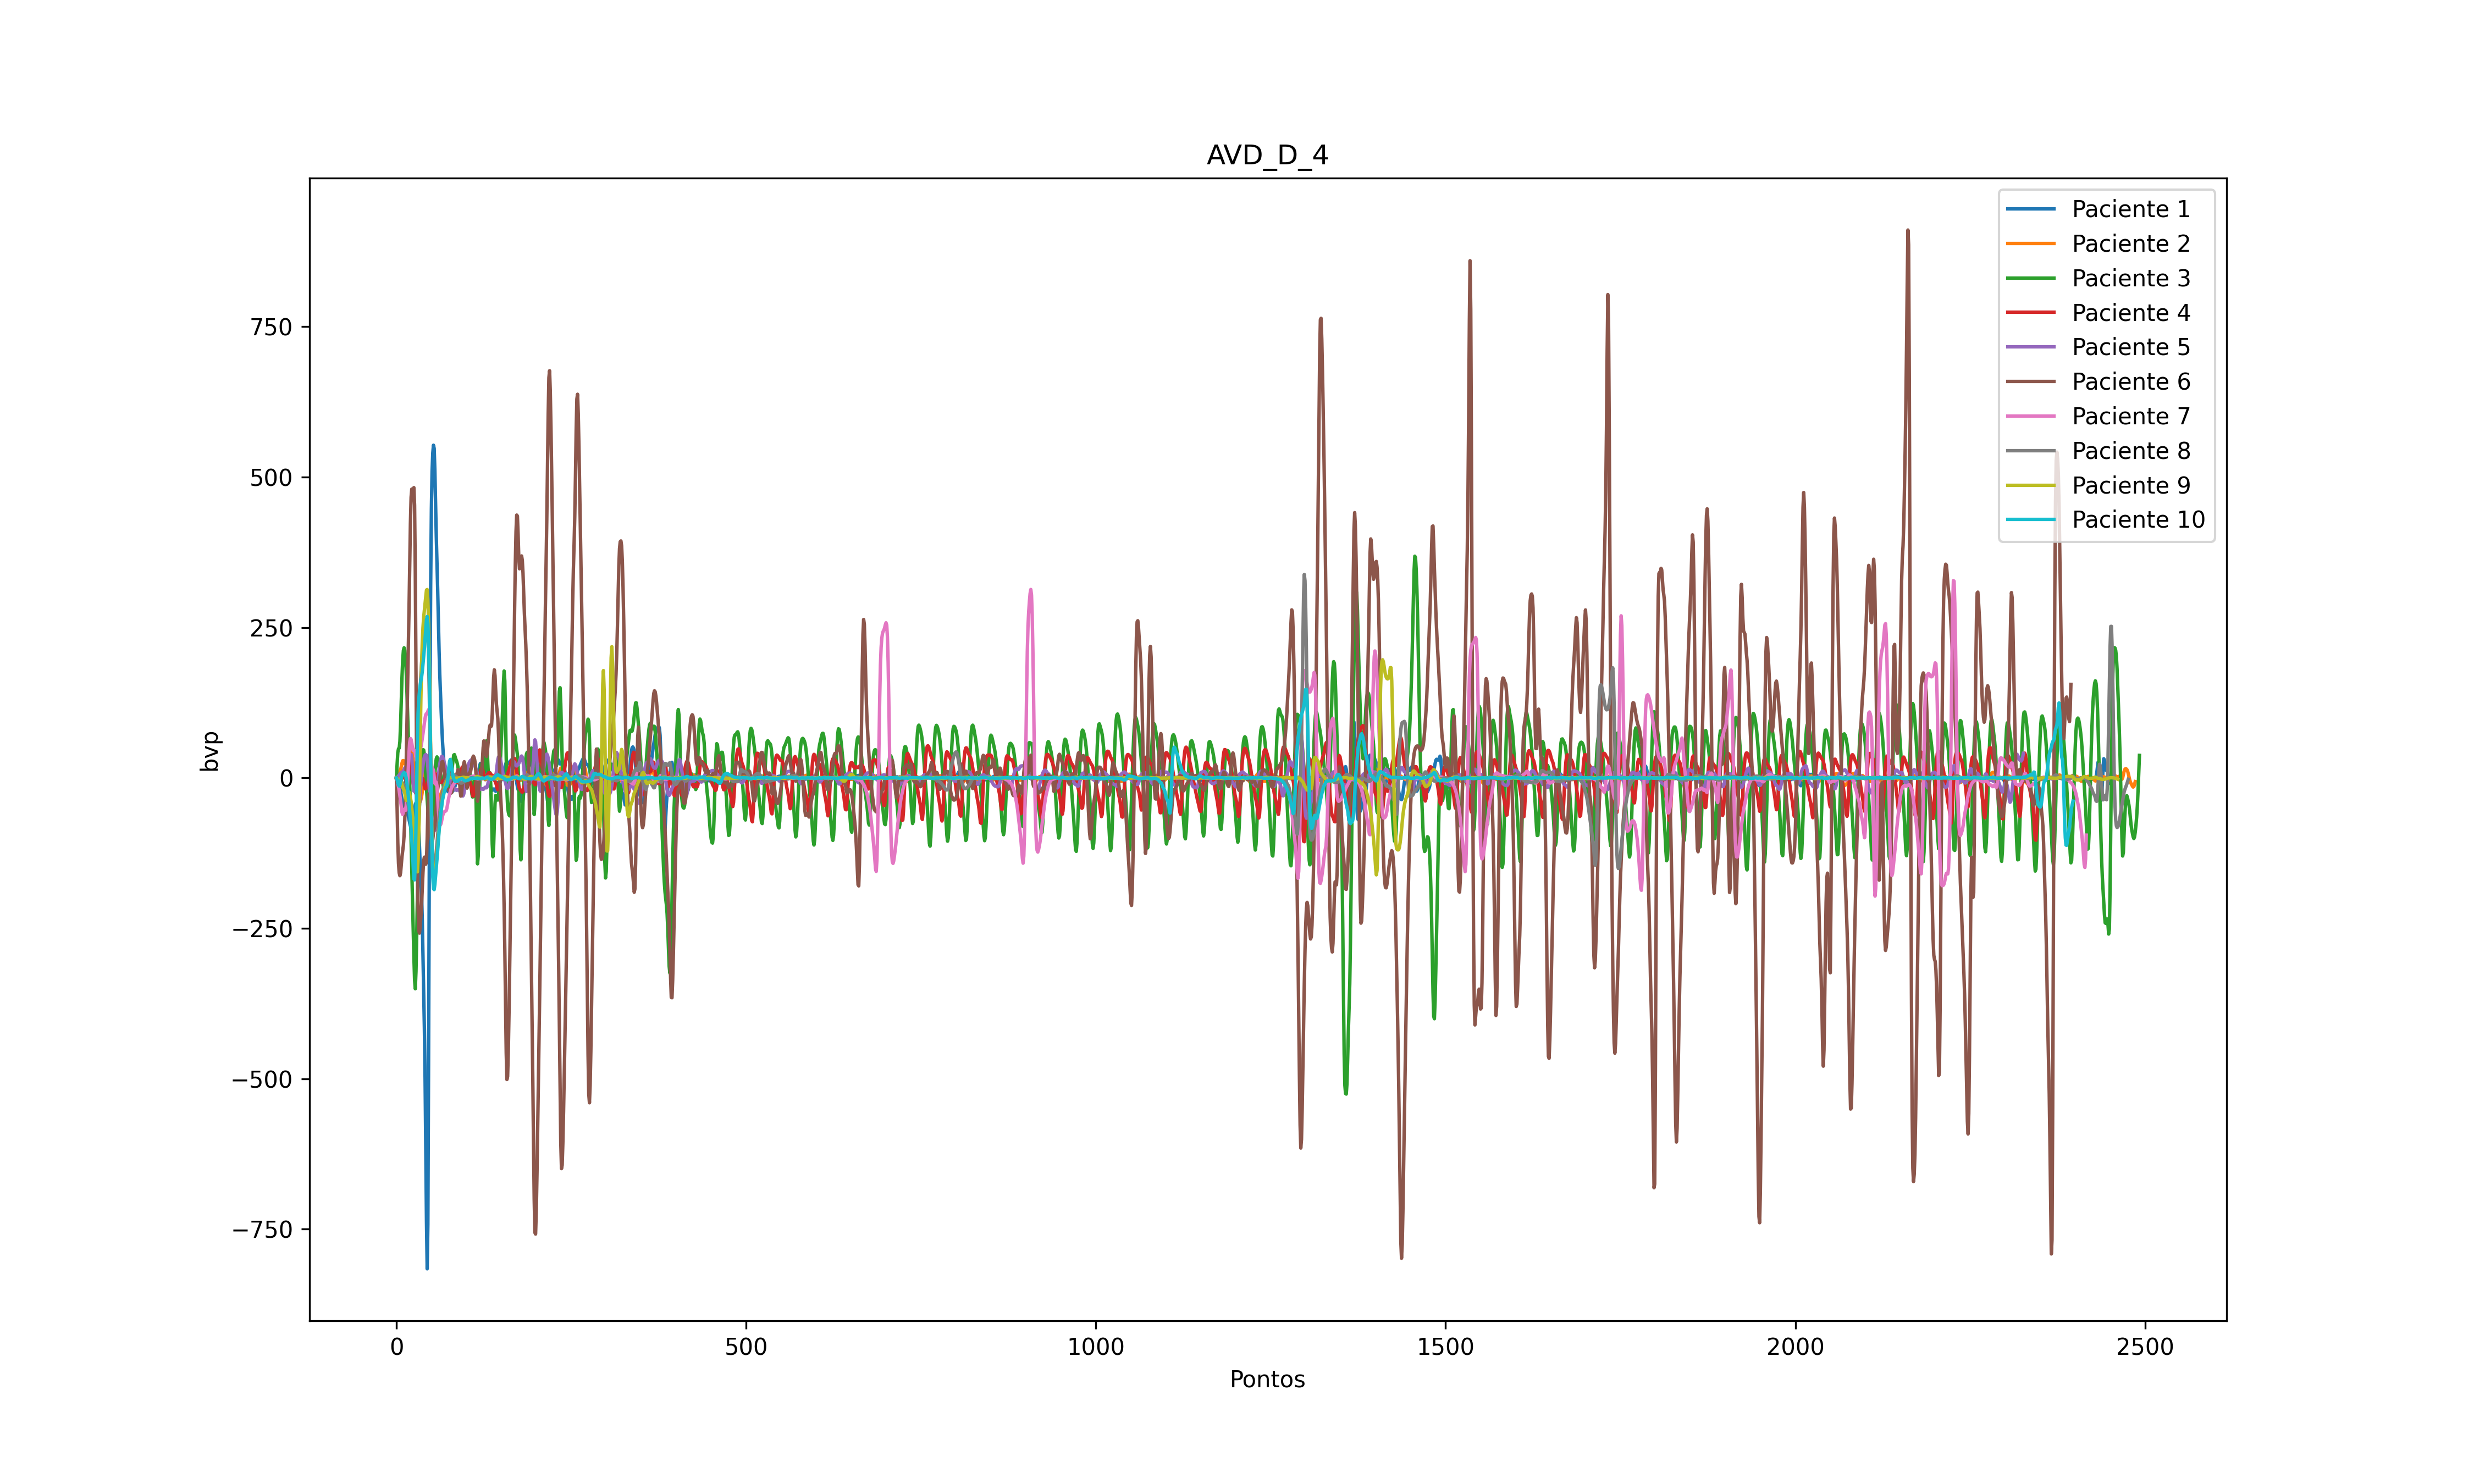 AVD_D_4
bvp
750
500
250
0
−250
−500
−750
0 500 1000 1500 2000 2500
Pontos
Paciente 1
Paciente 2
Paciente 3
Paciente 4
Paciente 5
Paciente 6
Paciente 7
Paciente 8
Paciente 9
Paciente 10